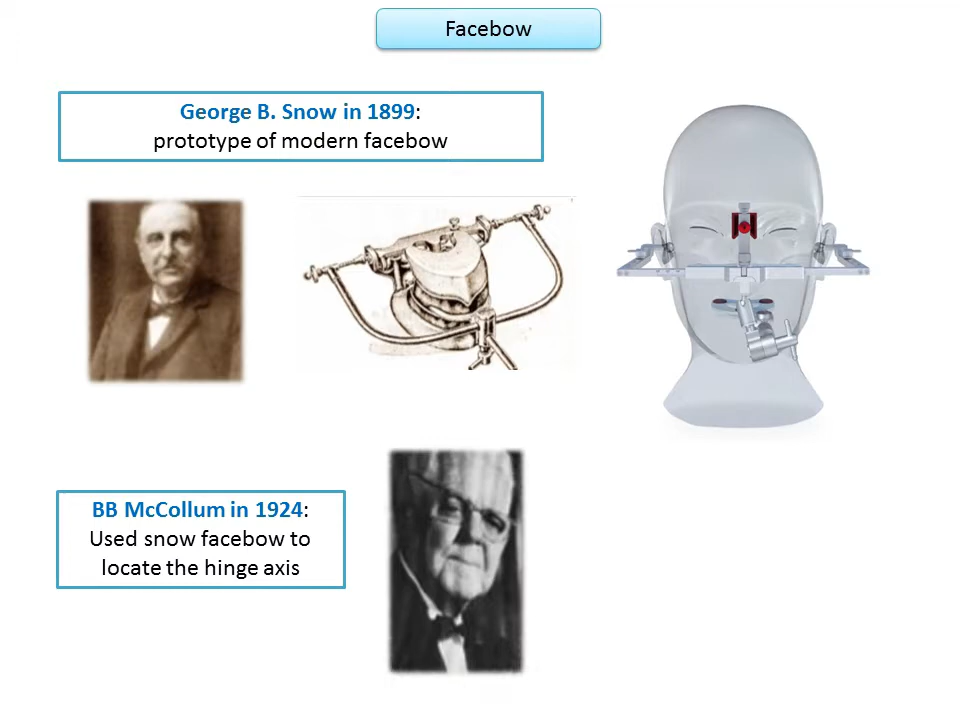 Facebow
George B. Snow in 1899:
prototype of modern facebow
BB McCollum in 1924:
Used snow facebow to
locate the hinge axis